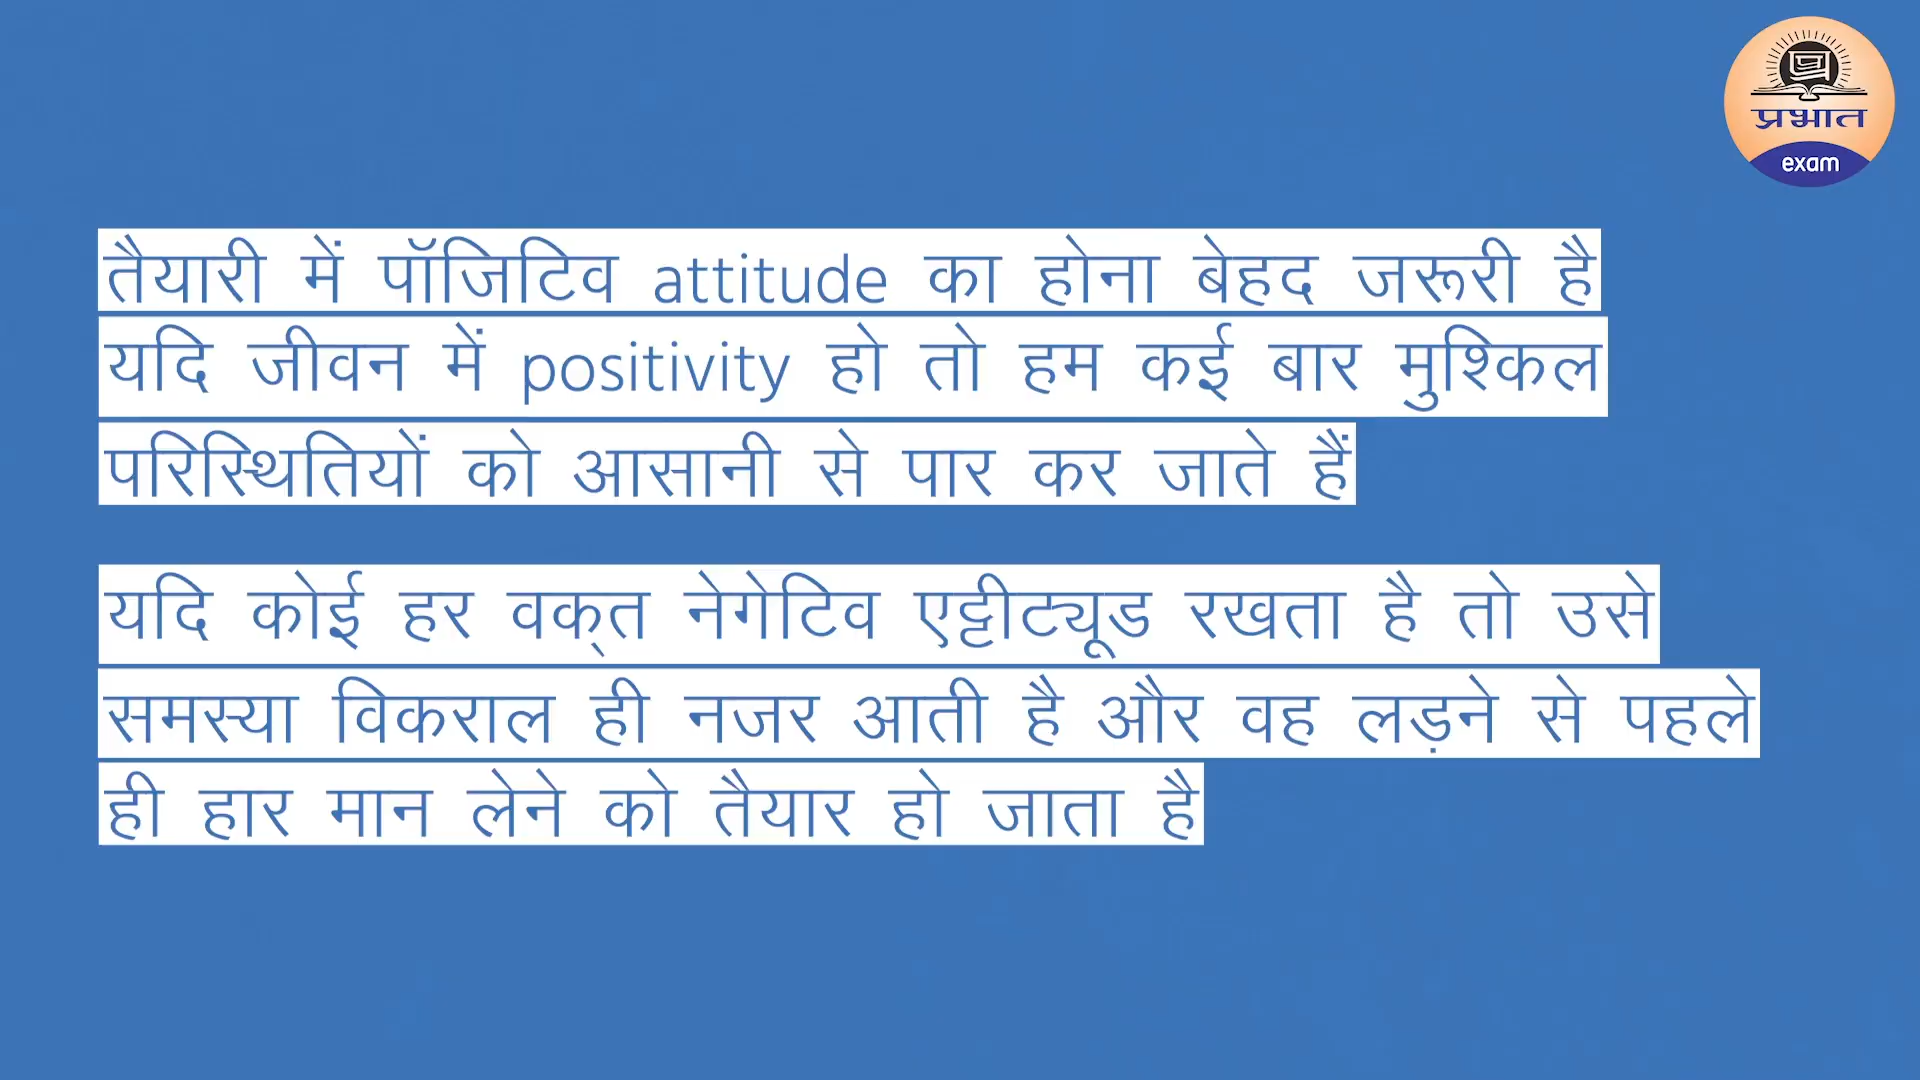 प्रभात
exam
तैयारी में पॉजिटिव attitude का होना बेहद जरूरी है
यदि जीवन में positivity हो तो हम कई बार मुश्किल
परिस्थितियों को आसानी से पार कर जाते हैं
यदि कोई हर वक्‌त नेगेटिव एट्टीट्यूड रखता है तो उसे
समस्या विकराल ही नजर आती है और वह लड़ने से पहले
ही हार मान लेने को तैयार हो जाता है